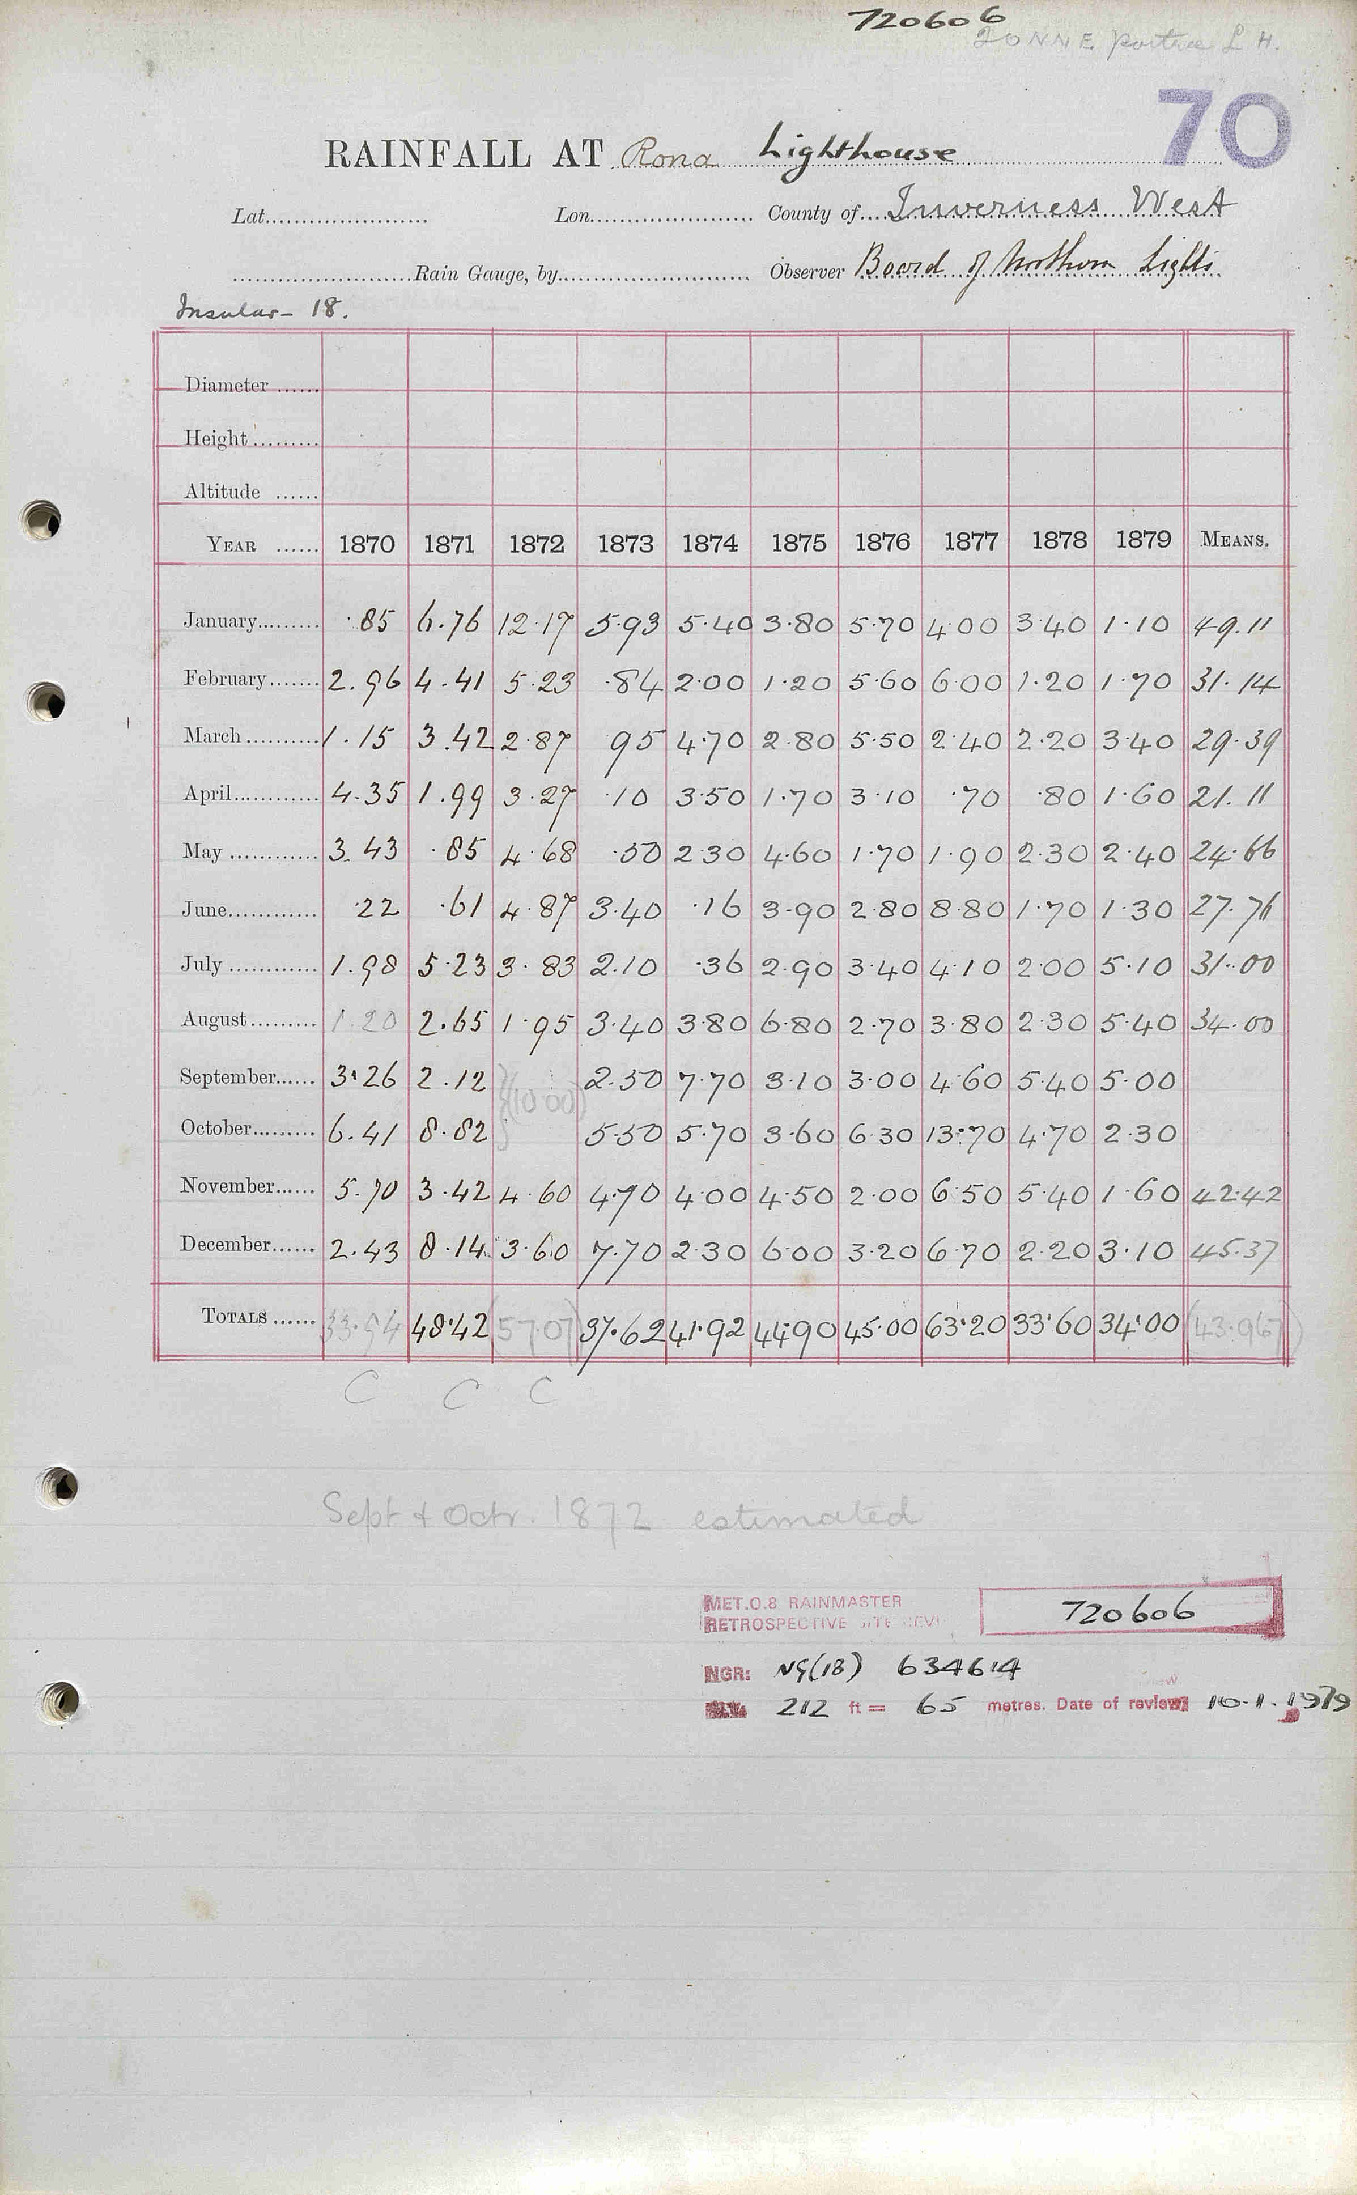 720606
70
RAINFALL AT Rona Lighthouse
Lat. Lon. County of Inverness West
Rain Gauge, by Observer Board of Northern Lights
Insular - 18.
Diameter
Height
Altitude
YEAR 1870 1871 1872 1873 1874 1875 1876 1877 1878 1879 MEANS.
January ·85 6·76 12·17 5·93 5·40 3·80 5·70 4·00 3·40 1·10 49·11
February 2·96 4·41 5·23 ·84 2·00 1·20 5·60 6·00 1·20 1·70 31·14
March 1·15 3·42 2·87 95 4·70 2·80 5·50 2·40 2·20 3·40 29·39
April 4·35 1·99 3·27 ·10 3·50 1·70 3·10 ·70 ·80 1·60 21·11
May 3·43 ·85 4·68 ·50 2·30 4·60 1·70 1·90 2·30 2·40 24·66
June ·22 ·61 4·87 3·40 ·16 3·90 2·80 8·80 1·70 1·30 27·76
July 1·98 5·23 3·83 2·10 ·36 2·90 3·40 4·10 2·00 5·10 31·00
August 1·20 2·65 1·95 3·40 3·80 6·80 2·70 3·80 2·30 5·40 34·00
September 3·26 2·12 2·50 7·70 3·10 3·00 4·60 5·40 5·00
(10·00)
October 6·41 8·82 5·50 5·70 3·60 6·30 13·70 4·70 2·30
November 5·70 3·42 4·60 4·70 4·00 4·50 2·00 6·50 5·40 1·60 42·42
December 2·43 8·14 3·60 7·70 2·30 6·00 3·20 6·70 2·20 3·10 45·37
TOTALS 33·94 48·42 (57·07) 37·62 41·92 44·90 45·00 63·20 33·60 34·00 (43·967)
C C C
Sept & Octr. 1872 estimated
MET.O.8 RAINMASTER
RETROSPECTIVE SITE REVI 720606
NGR: NG(18) 634614
212 ft = 65 metres. Date of review 10·1·1979